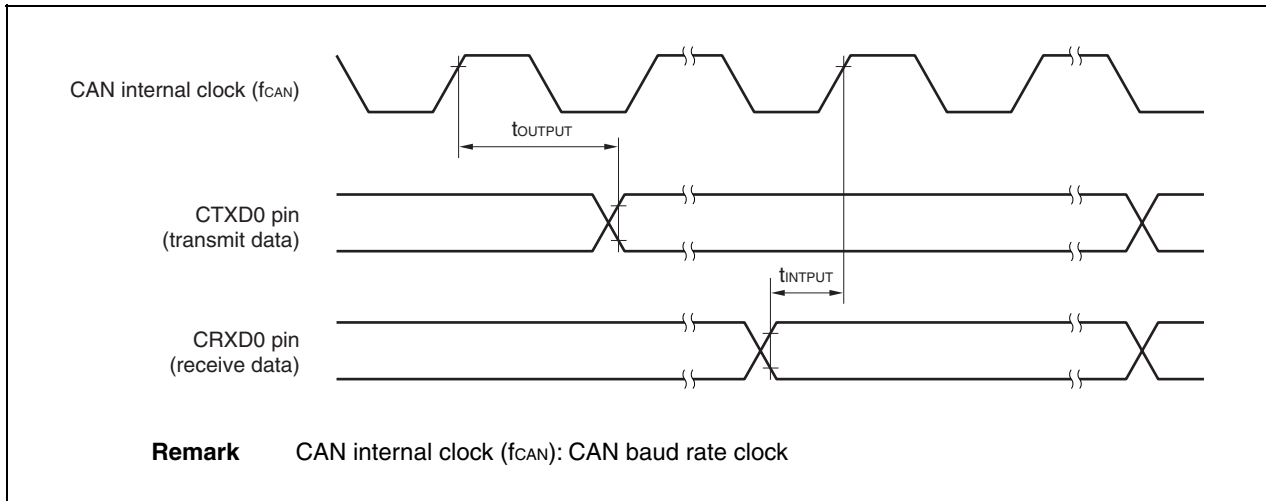 CAN internal clock (fCAN)
tOUTPUT
CTXD0 pin
(transmit data)
tINTPUT
CRXD0 pin
(receive data)
Remark CAN internal clock (fCAN): CAN baud rate clock